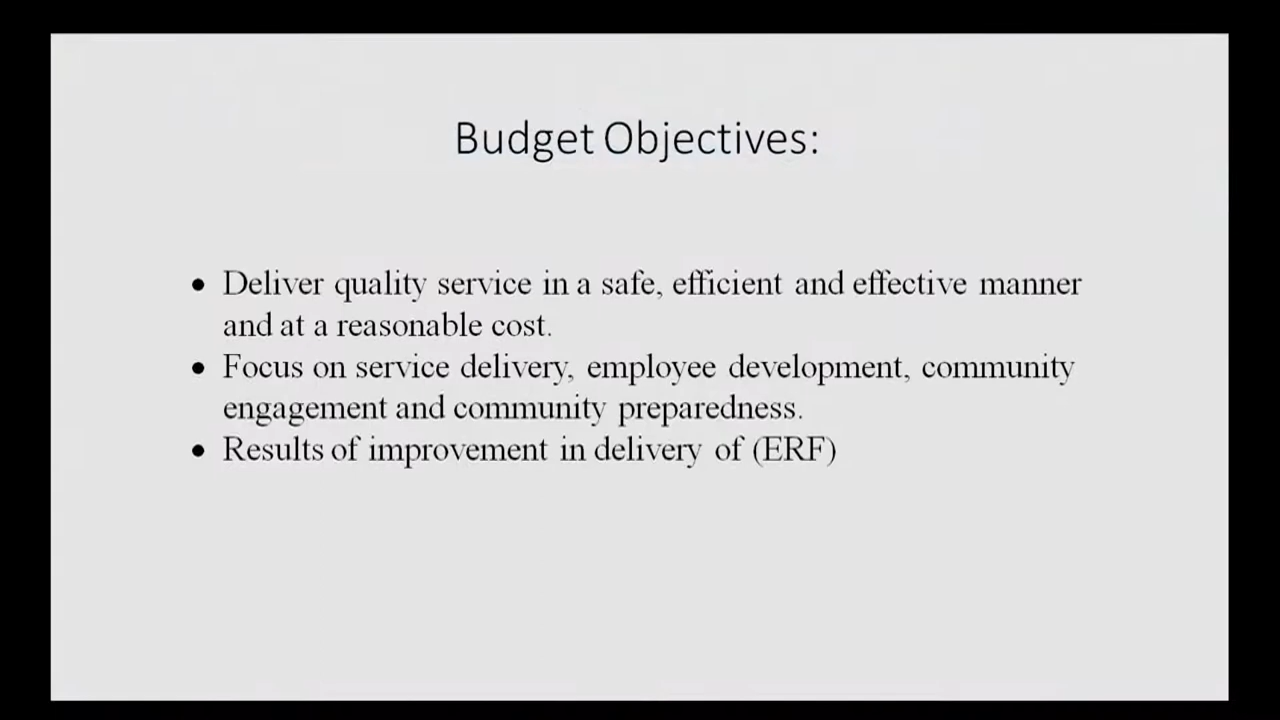 Budget Objectives:
• Deliver quality service in a safe, efficient and effective manner
and at a reasonable cost.
• Focus on service delivery, employee development, community
engagement and community preparedness.
• Results of improvement in delivery of (ERF)